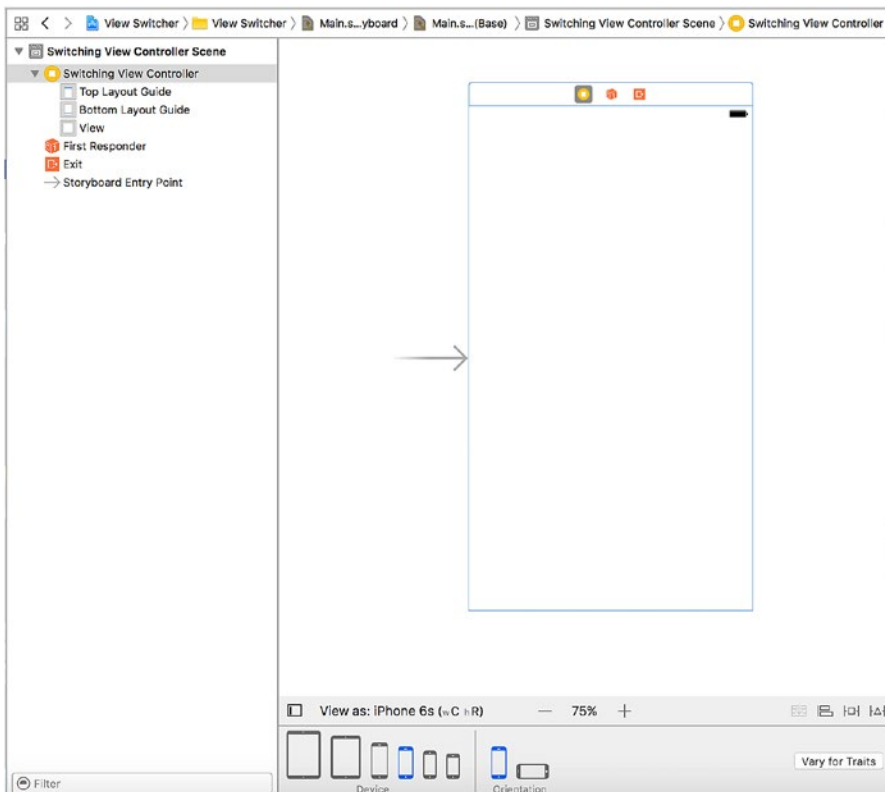 View Switcher 〉 View Switcher 〉 Main.s...yboard 〉 Main.s...(Base) 〉 Switching View Controller Scene 〉 Switching View Controller
Switching View Controller Scene
Switching View Controller
Top Layout Guide
Bottom Layout Guide
View
First Responder
Exit
Storyboard Entry Point
View as: iPhone 6s (wC hR) — 75% +
Vary for Traits
Filter
Device Orientation